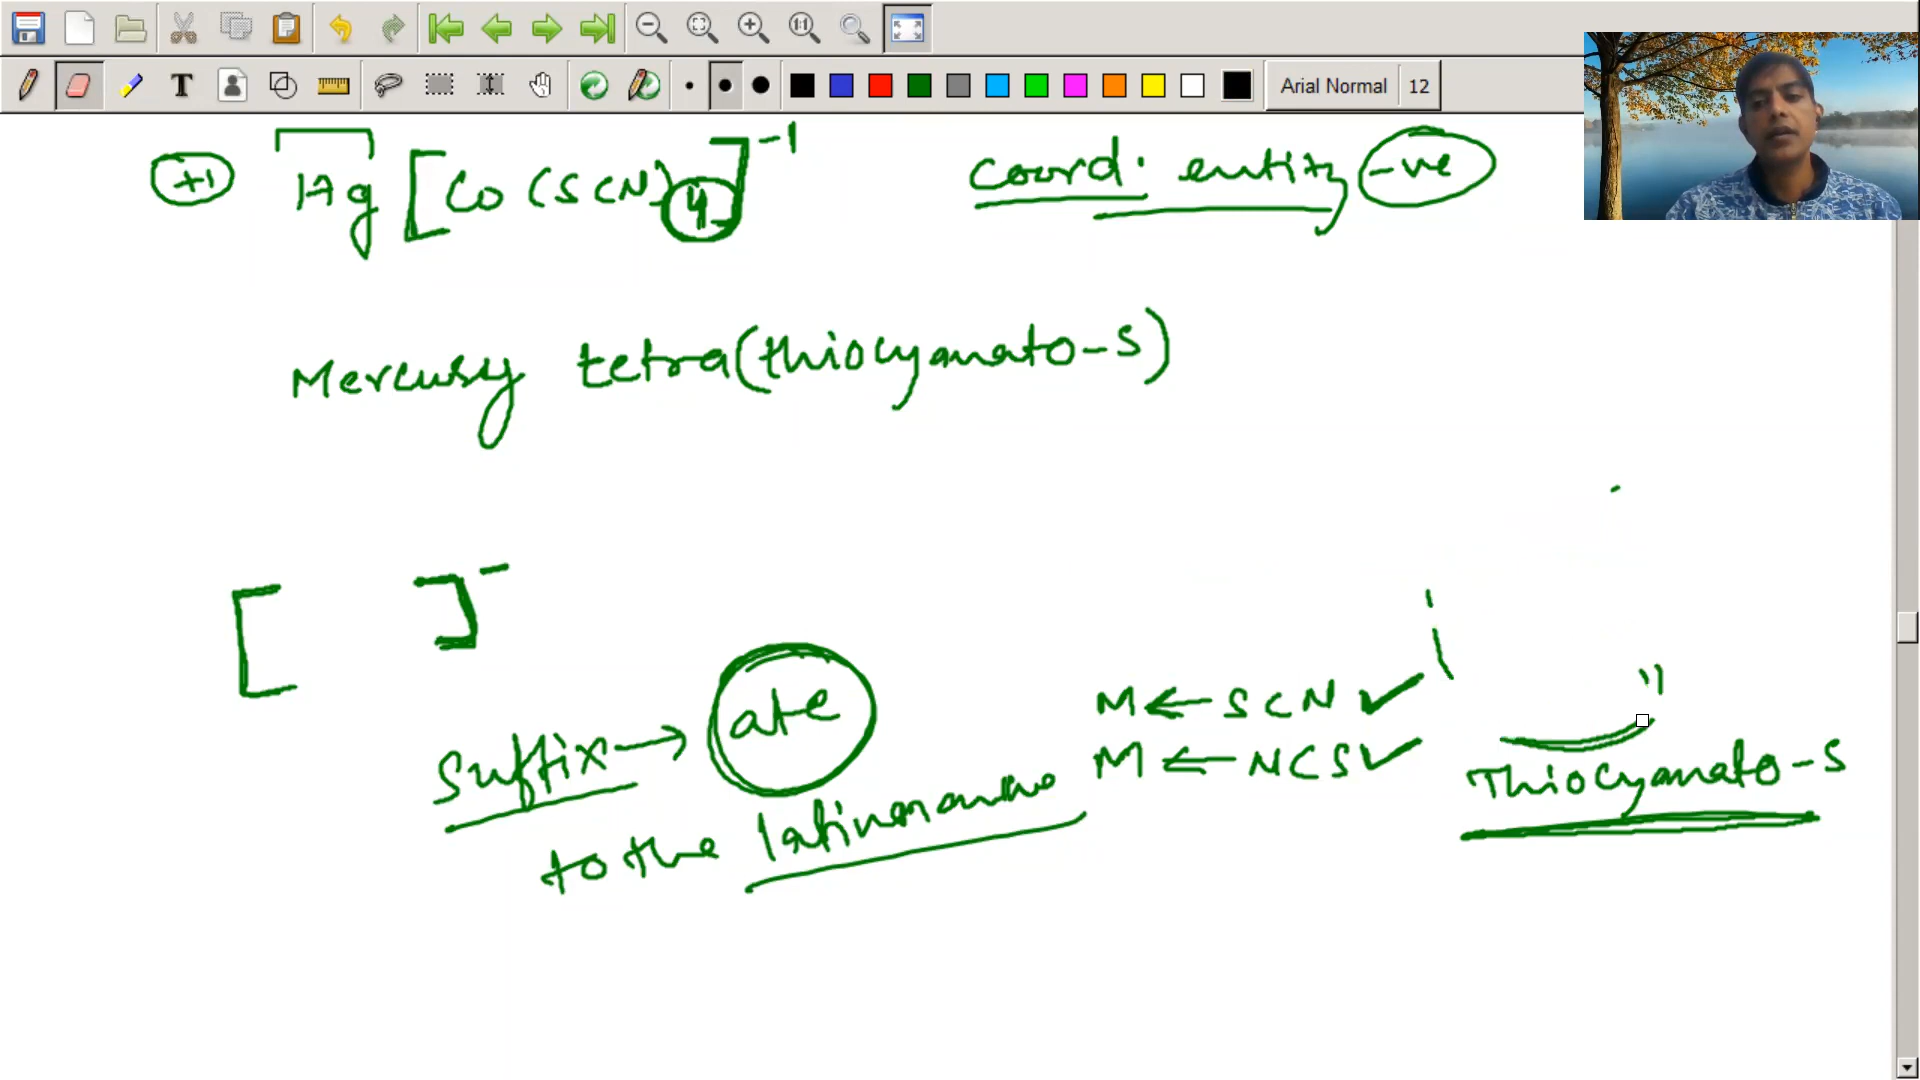 Arial Normal 12
+1 Hg [Co(SCN)4]-1 coord. entity -ve
Mercury tetra(thiocyanato-S)
[ ]-
Suffix → ate
to the latin name
M ← SCN ✓
M ← NCS ✓
Thiocyanato-S